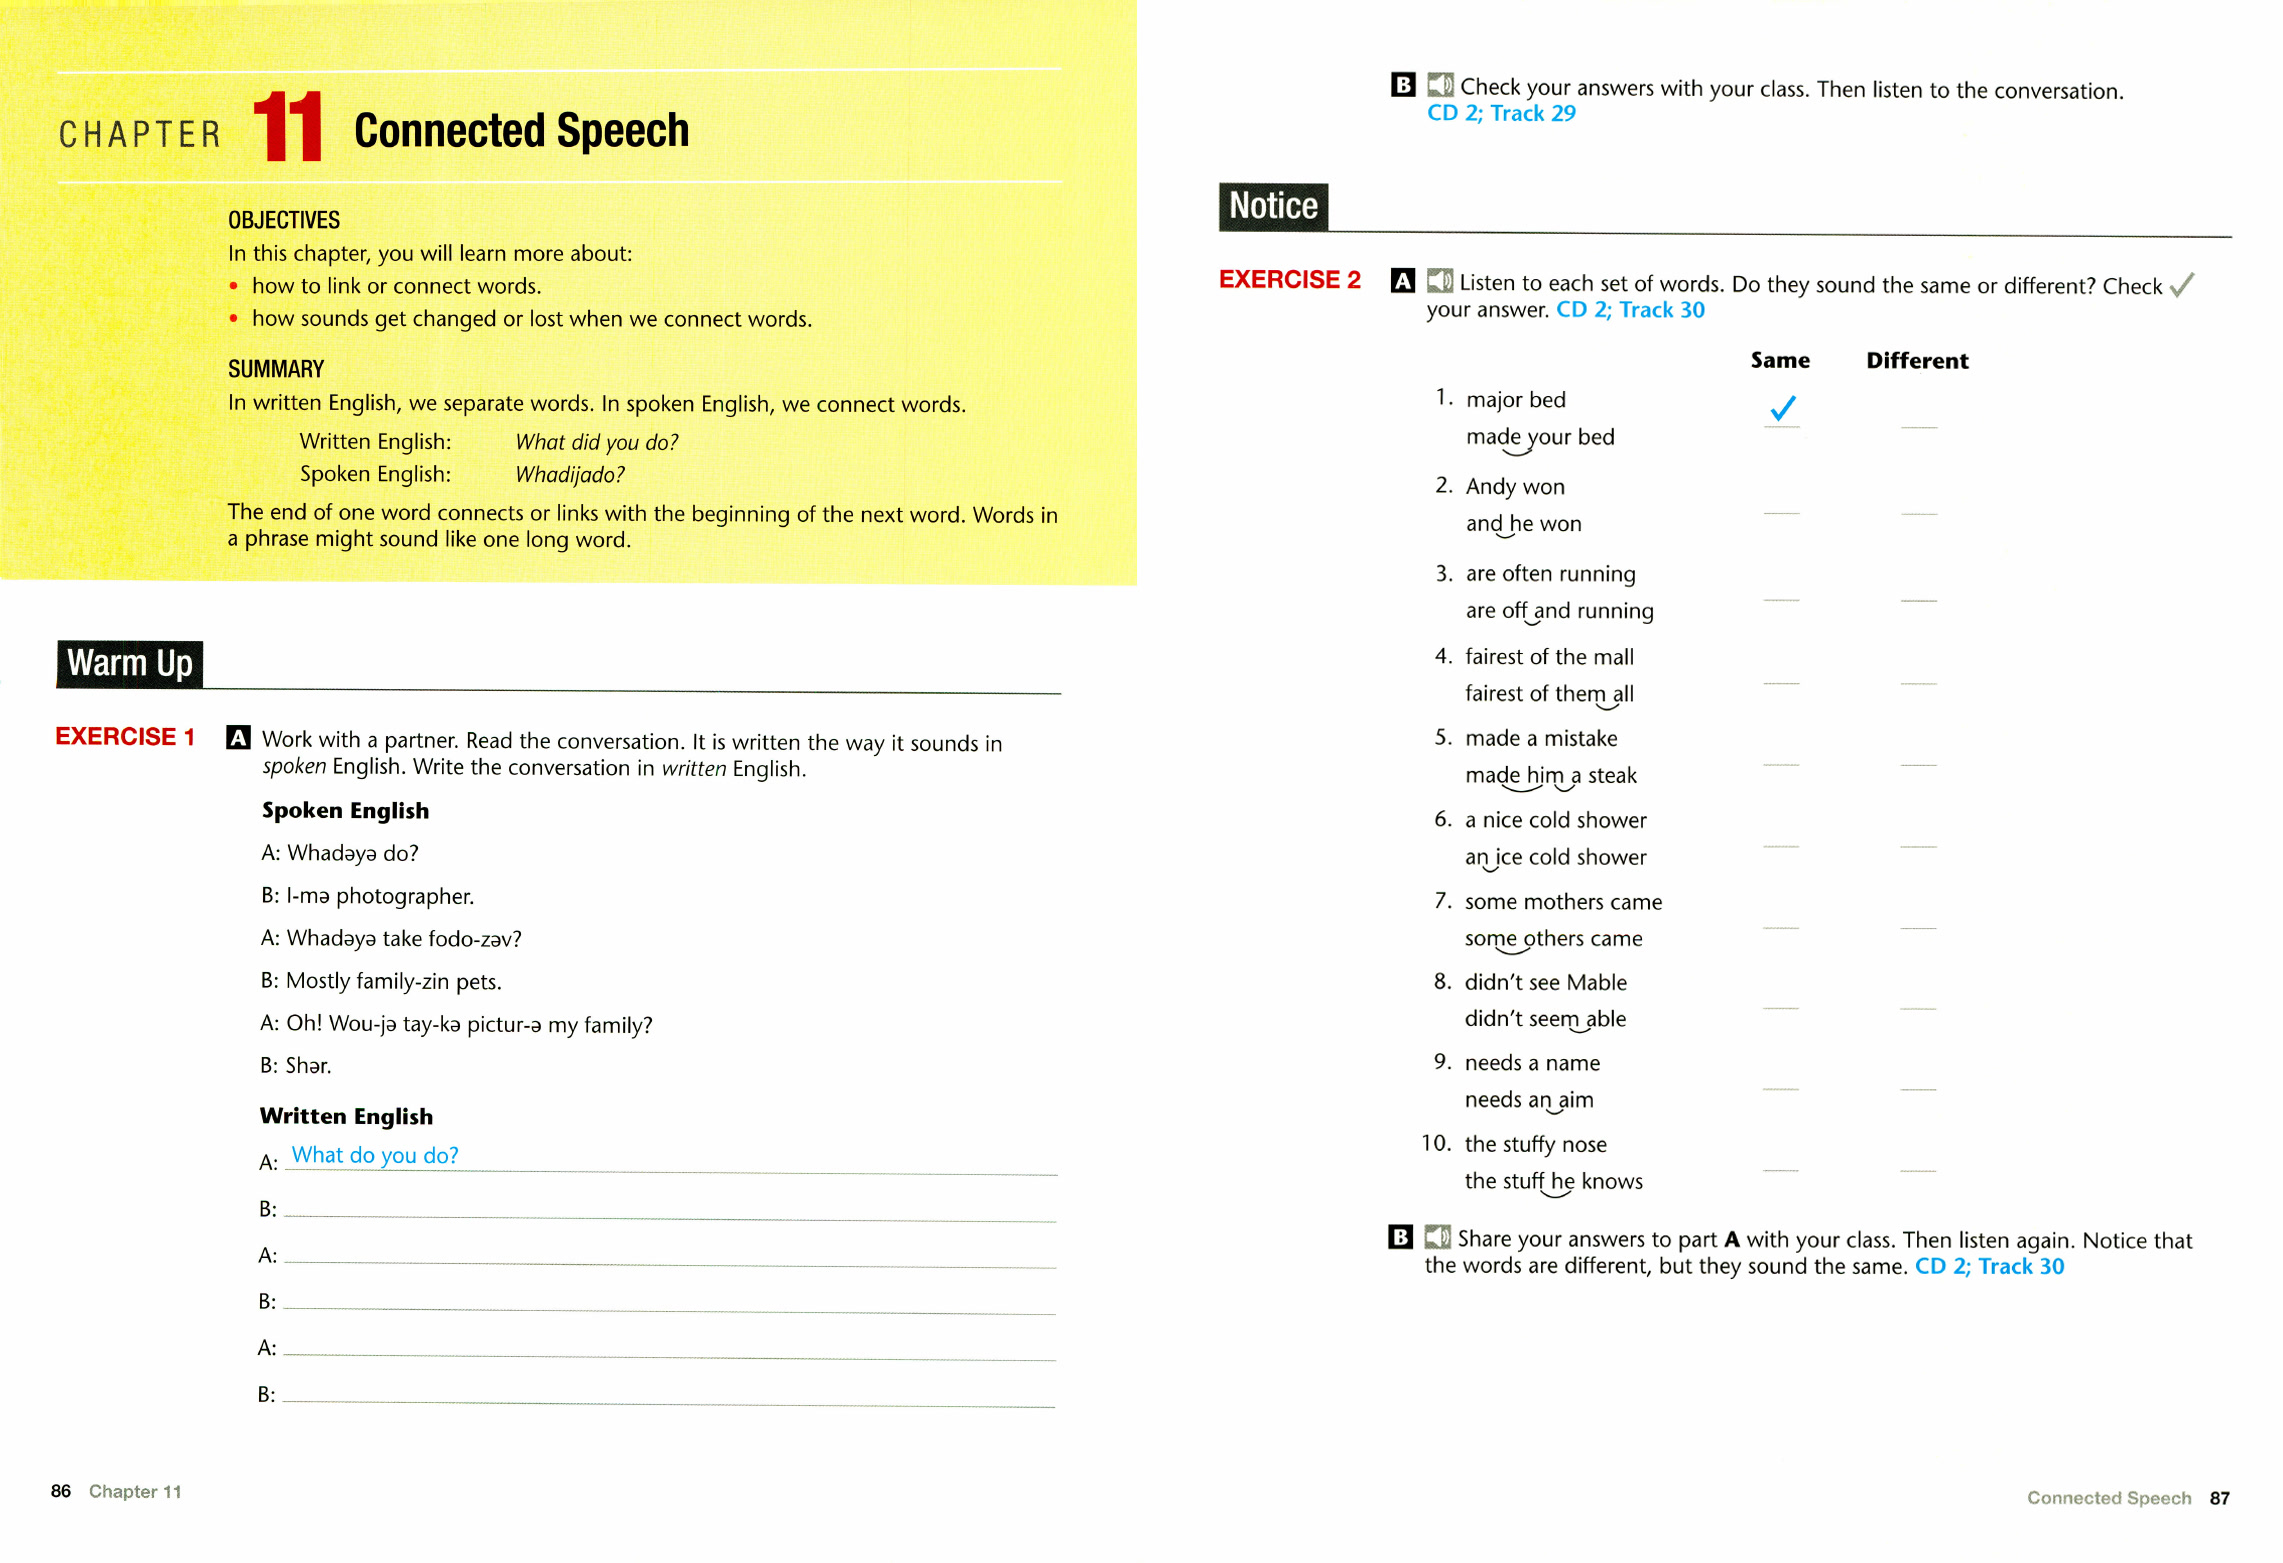 CHAPTER 11 Connected Speech
OBJECTIVES
In this chapter, you will learn more about:
• how to link or connect words.
• how sounds get changed or lost when we connect words.
SUMMARY
In written English, we separate words. In spoken English, we connect words.
Written English: What did you do?
Spoken English: Whadijado?
The end of one word connects or links with the beginning of the next word. Words in
a phrase might sound like one long word.
Warm Up
EXERCISE 1 A Work with a partner. Read the conversation. It is written the way it sounds in
spoken English. Write the conversation in written English.
Spoken English
A: Whadəyə do?
B: I-mə photographer.
A: Whadəyə take fodo-zəv?
B: Mostly family-zin pets.
A: Oh! Wou-jə tay-kə pictur-ə my family?
B: Shər.
Written English
A: What do you do?
B:
A:
B:
A:
B:
86 Chapter 11
B Check your answers with your class. Then listen to the conversation.
CD 2; Track 29
Notice
EXERCISE 2 A Listen to each set of words. Do they sound the same or different? Check ✓
your answer. CD 2; Track 30
Same Different
1. major bed
✓
made your bed
2. Andy won
and he won
3. are often running
are off and running
4. fairest of the mall
fairest of them all
5. made a mistake
made him a steak
6. a nice cold shower
an ice cold shower
7. some mothers came
some others came
8. didn't see Mable
didn't seem able
9. needs a name
needs an aim
10. the stuffy nose
the stuff he knows
B Share your answers to part A with your class. Then listen again. Notice that
the words are different, but they sound the same. CD 2; Track 30
Connected Speech 87